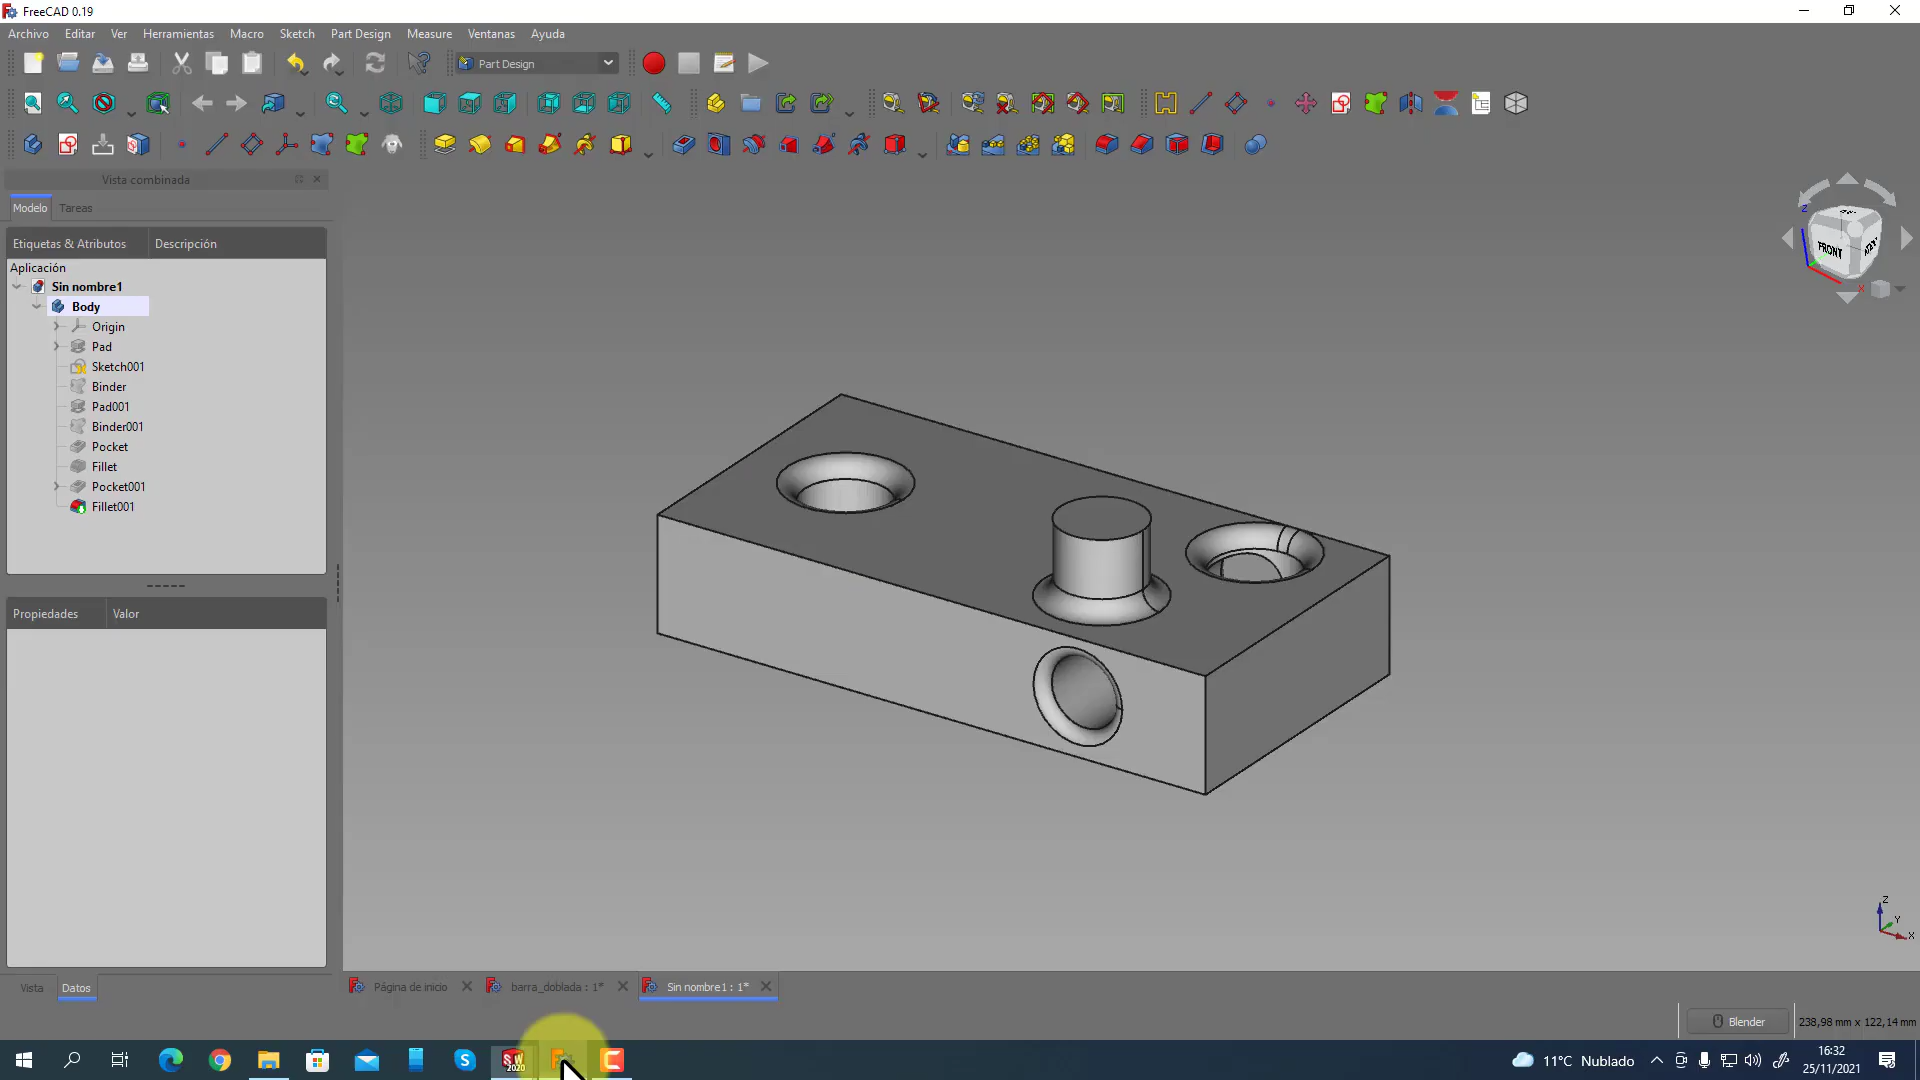 FreeCAD 0.19
Archivo Editar Ver Herramientas Macro Sketch Part Design Measure Ventanas Ayuda
Part Design
Vista combinada
Modelo Tareas
Etiquetas & Atributos Descripción
Aplicación
Sin nombre1
Body
Origin
Pad
Sketch001
Binder
Pad001
Binder001
Pocket
Fillet
Pocket001
Fillet001
Propiedades Valor
Vista Datos
FRONT
Z
X
Z
Y
X
Página de inicio barra_doblada : 1* Sin nombre1 : 1*
Blender 238,98 mm x 122,14 mm
SW
2020
11°C Nublado
16:32
25/11/2021